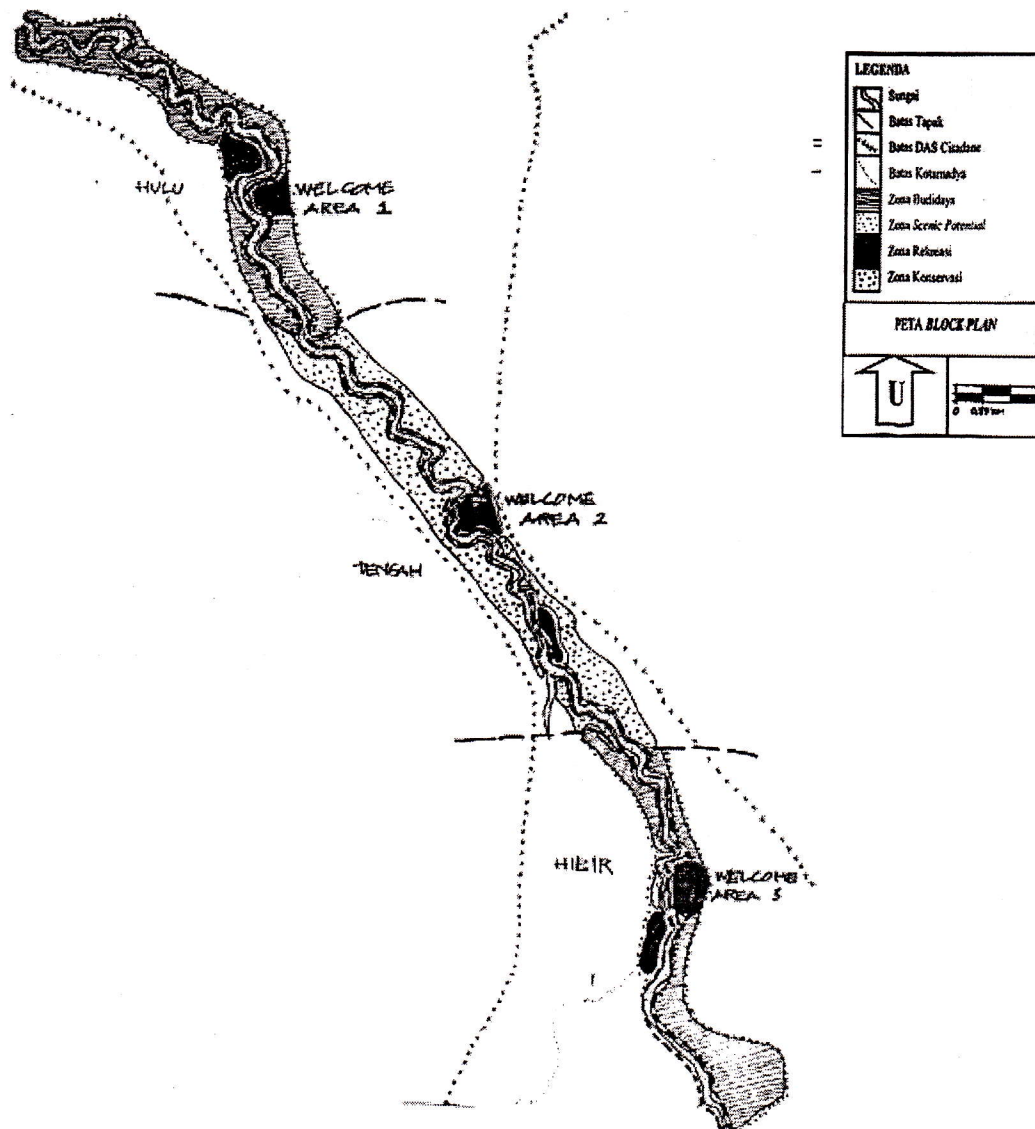 HULU
WELCOME
AREA 1
WELCOME
AREA 2
TENGAH
HILIR
WELCOME
AREA 3
LEGENDA
Sungai
Batas Tapak
Batas DAS Cisadane
Batas Kotamadya
Zona Budidaya
Zona Scenic Potential
Zona Rekreasi
Zona Konservasi
PETA BLOCK PLAN
U